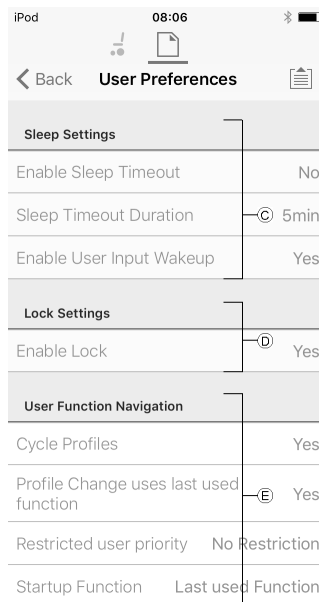 iPod 08:06
Back User Preferences
Sleep Settings
Enable Sleep Timeout No
Sleep Timeout Duration C 5min
Enable User Input Wakeup Yes
Lock Settings
D
Enable Lock Yes
User Function Navigation
Cycle Profiles Yes
Profile Change uses last used
function E Yes
Restricted user priority No Restriction
Startup Function Last used Function